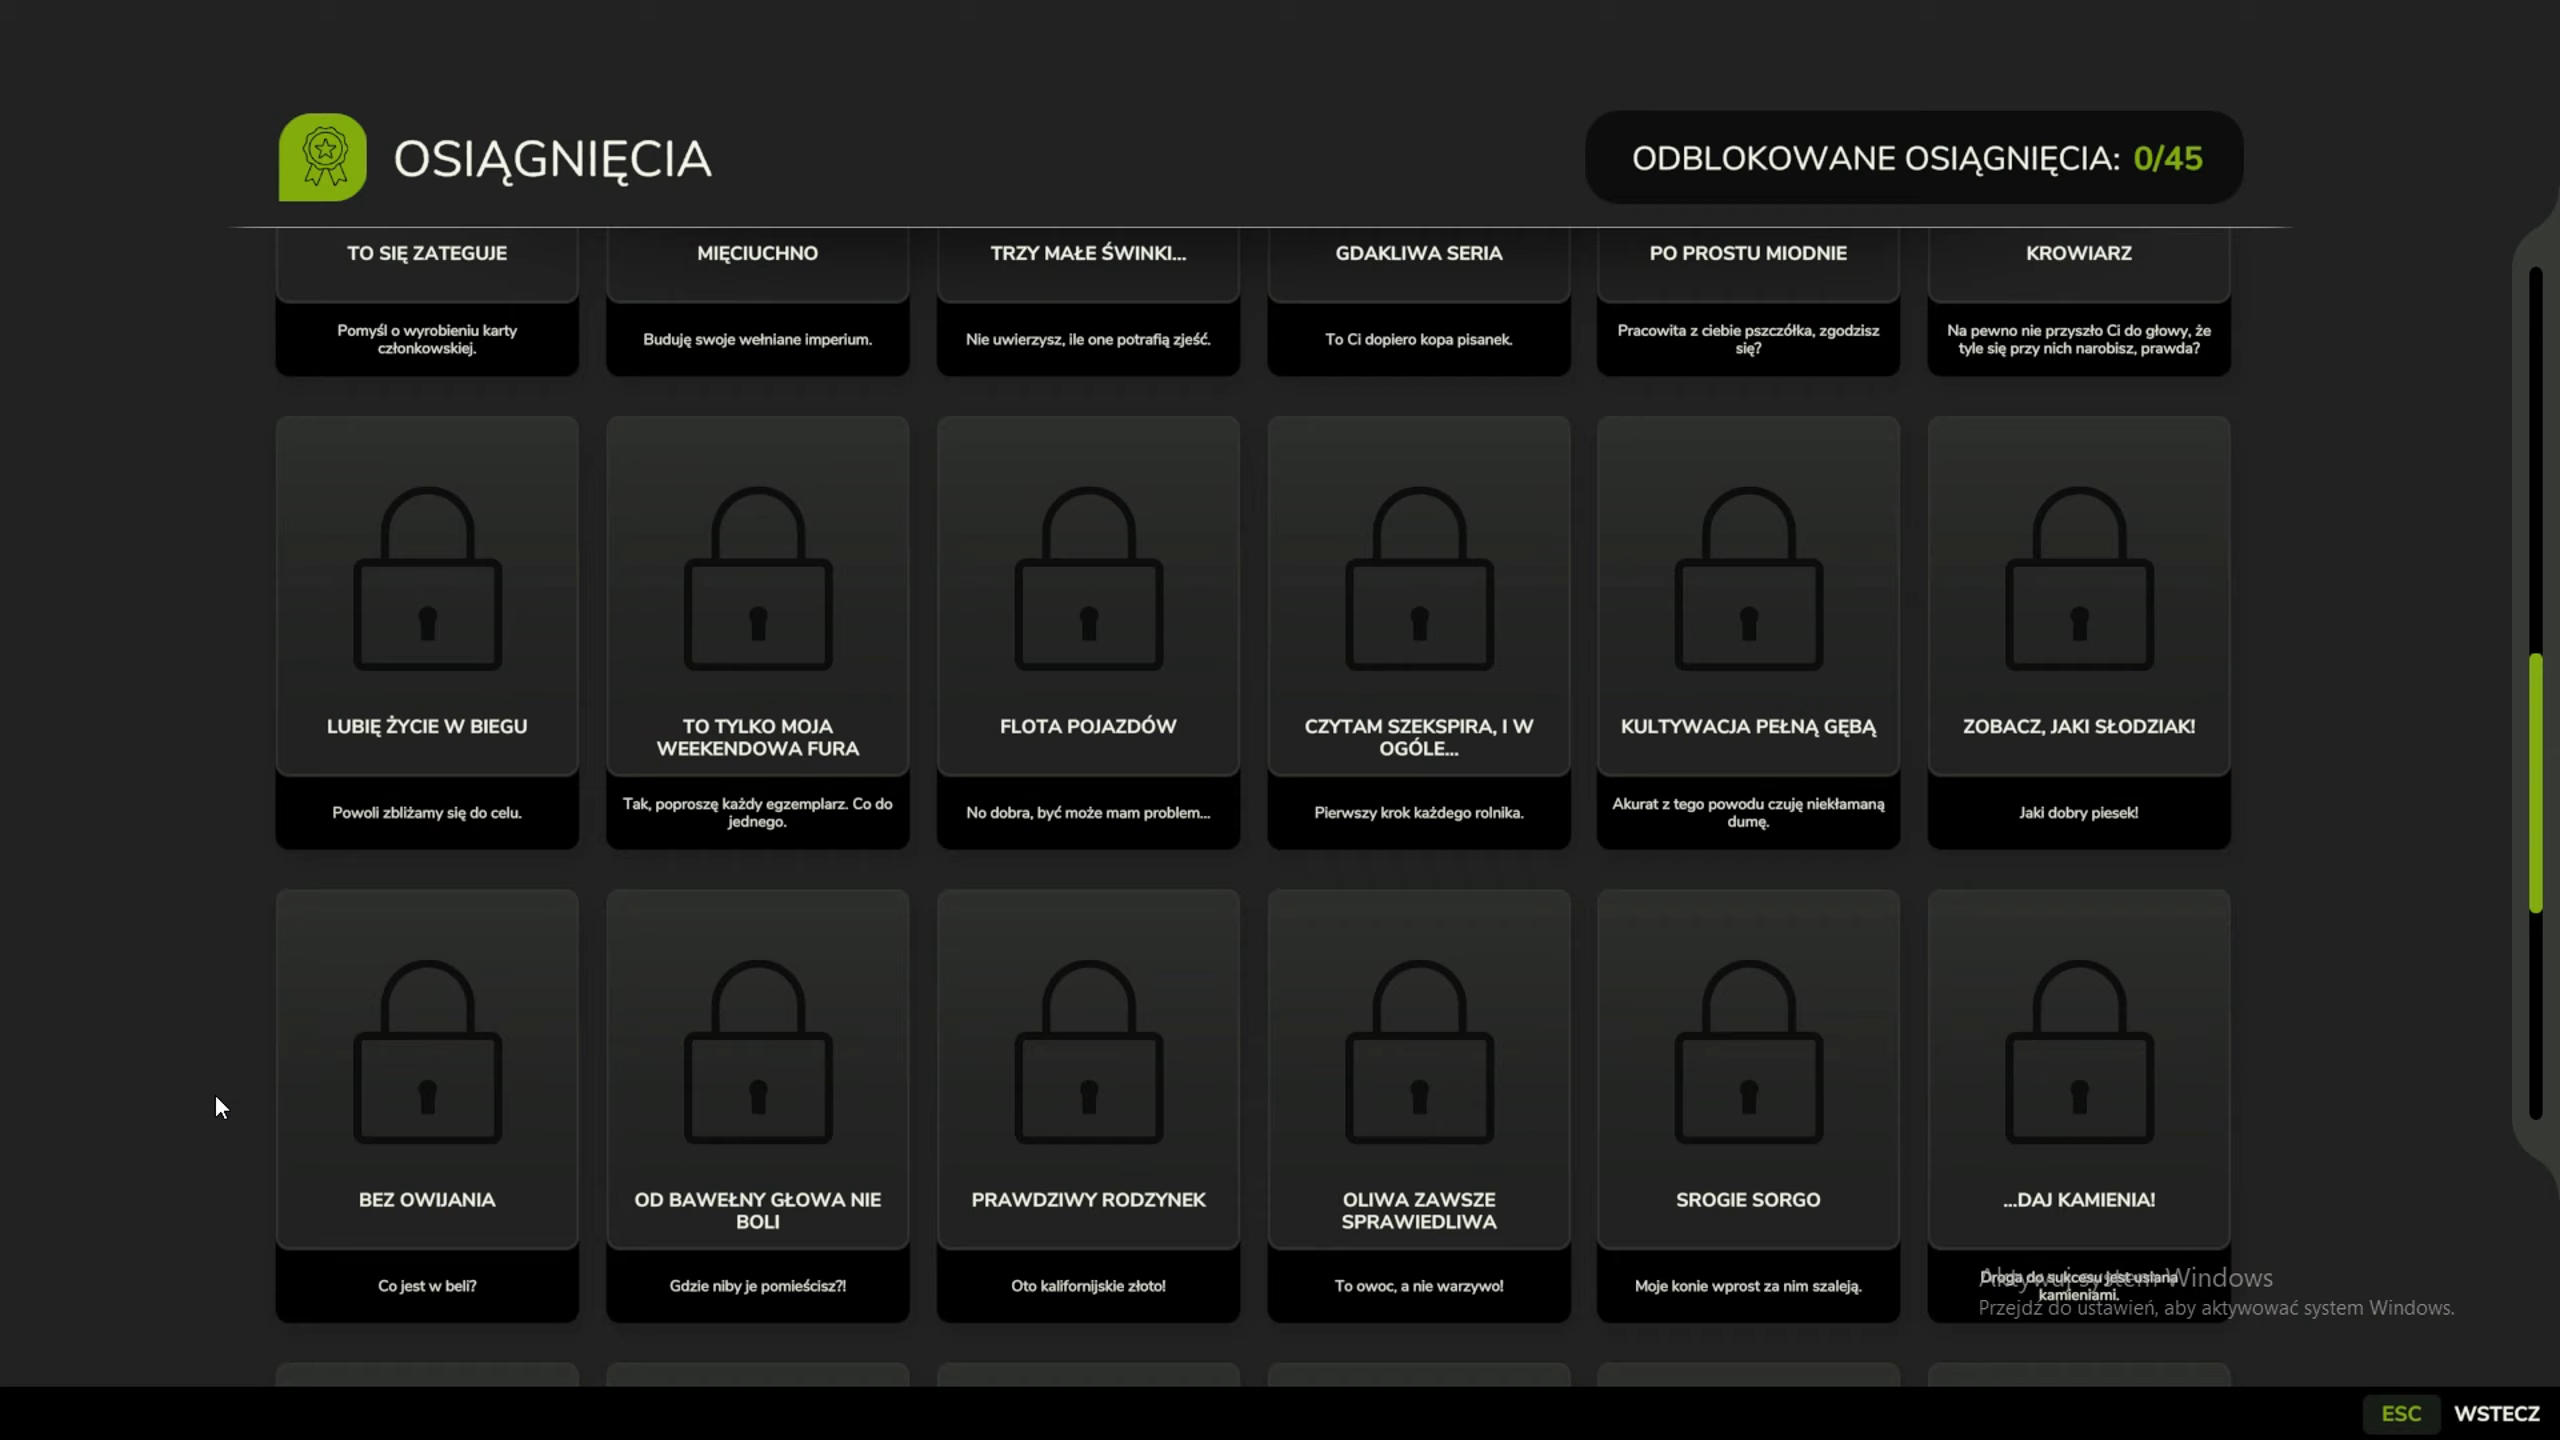 OSIĄGNIĘCIA
ODBLOKOWANE OSIĄGNIĘCIA: 0/45
TO SIĘ ZATEGUJE
Pomyśl o wyrobieniu karty
członkowskiej.
MIĘCIUCHNO
Buduję swoje wełniane imperium.
TRZY MAŁE ŚWINKI...
Nie uwierzysz, ile one potrafią zjeść.
GDAKLIWA SERIA
To Ci dopiero kopa pisanek.
PO PROSTU MIODNIE
Pracowita z ciebie pszczółka, zgodzisz
się?
KROWIARZ
Na pewno nie przyszło Ci do głowy, że
tyle się przy nich narobisz, prawda?
LUBIĘ ŻYCIE W BIEGU
Powoli zbliżamy się do celu.
TO TYLKO MOJA
WEEKENDOWA FURA
Tak, poproszę każdy egzemplarz. Co do
jednego.
FLOTA POJAZDÓW
No dobra, być może mam problem...
CZYTAM SZEKSPIRA, I W
OGÓLE...
Pierwszy krok każdego rolnika.
KULTYWACJA PEŁNĄ GĘBĄ
Akurat z tego powodu czuję niekłamaną
dumę.
ZOBACZ, JAKI SŁODZIAK!
Jaki dobry piesek!
BEZ OWIJANIA
Co jest w beli?
OD BAWEŁNY GŁOWA NIE
BOLI
Gdzie niby je pomieścisz?!
PRAWDZIWY RODZYNEK
Oto kalifornijskie złoto!
OLIWA ZAWSZE
SPRAWIEDLIWA
To owoc, a nie warzywo!
SROGIE SORGO
Moje konie wprost za nim szaleją.
...DAJ KAMIENIA!
Droga do sukcesu jest usłana
kamieniami.
Aktywuj system Windows
Przejdź do ustawień, aby aktywować system Windows.
ESC WSTECZ